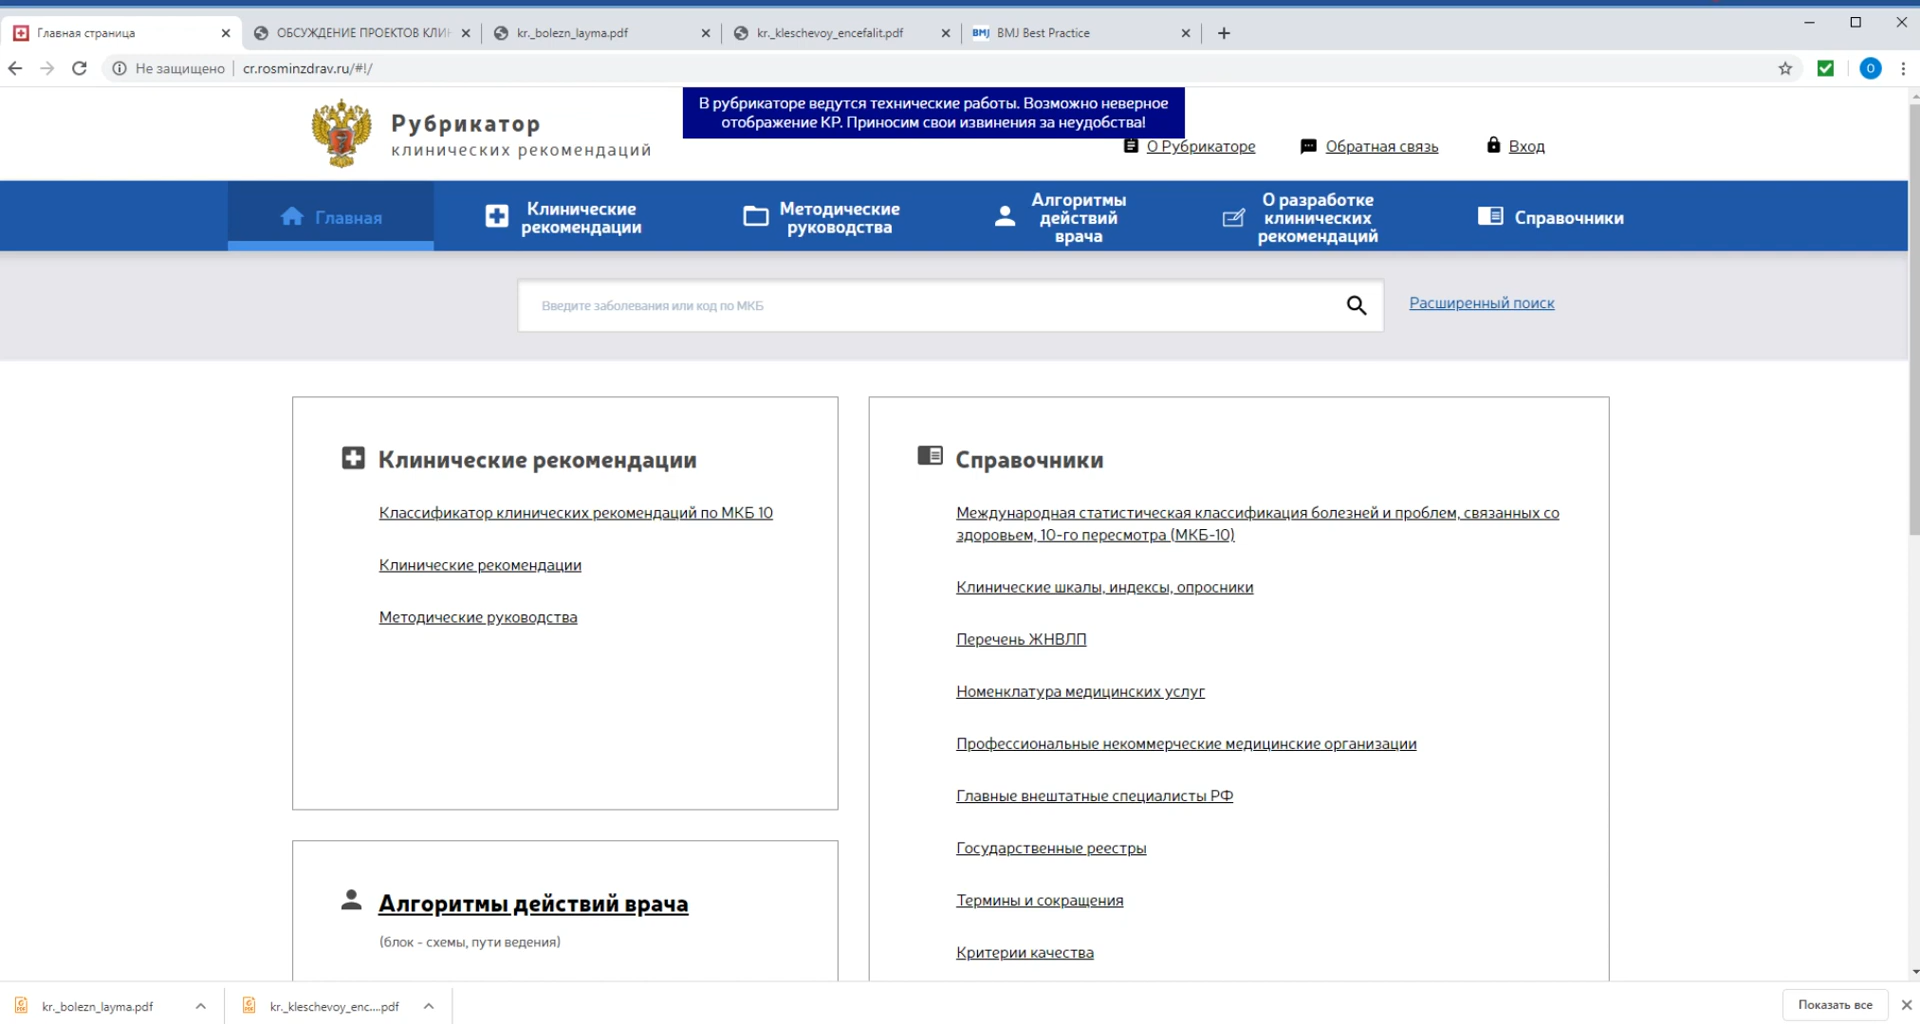 Главная страница
ОБСУЖДЕНИЕ ПРОЕКТОВ КЛИН
kr._bolezn_layma.pdf
kr._kleschevoy_encefalit.pdf
BMJ BMJ Best Practice
Не защищено
cr.rosminzdrav.ru/#!/
O
Рубрикатор
клинических рекомендаций
В рубрикаторе ведутся технические работы. Возможно неверное
отображение КР. Приносим свои извинения за неудобства!
О Рубрикаторе
Обратная связь
Вход
Главная
Клинические
рекомендации
Методические
руководства
Алгоритмы
действий
врача
О разработке
клинических
рекомендаций
Справочники
Введите заболевания или код по МКБ
Расширенный поиск
Клинические рекомендации
Классификатор клинических рекомендаций по МКБ 10
Клинические рекомендации
Методические руководства
Алгоритмы действий врача
(блок - схемы, пути ведения)
Справочники
Международная статистическая классификация болезней и проблем, связанных со
здоровьем, 10-го пересмотра (МКБ-10)
Клинические шкалы, индексы, опросники
Перечень ЖНВЛП
Номенклатура медицинских услуг
Профессиональные некоммерческие медицинские организации
Главные внештатные специалисты РФ
Государственные реестры
Термины и сокращения
Критерии качества
kr._bolezn_layma.pdf
kr._kleschevoy_enc....pdf
Показать все